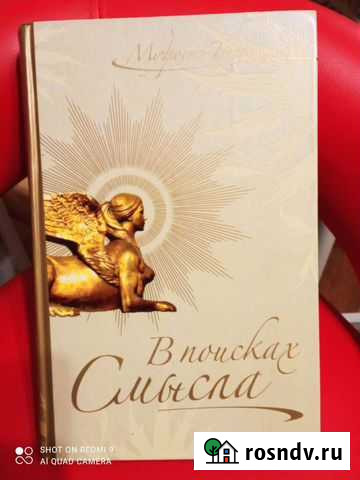 В поисках
Смысла
SHOT ON REDMI 9
AI QUAD CAMERA
rosndv.ru